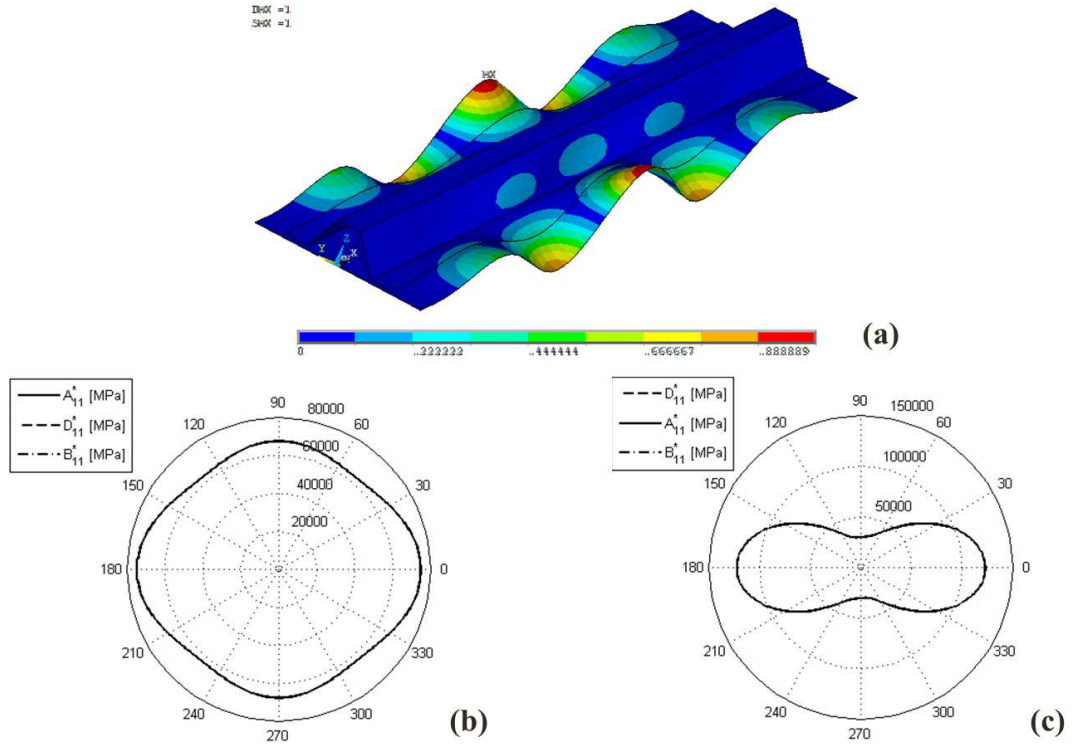 DMX =1
SMX =1
MX
Y Z X
0 .222222 .444444 .666667 .888889
(a)
A*11 [MPa]
D*11 [MPa]
B*11 [MPa]
90
80000
120 60
60000
150 40000 30
20000
180 0
210 330
240 300
270
(b)
D*11 [MPa]
A*11 [MPa]
B*11 [MPa]
90
150000
120 60
100000
150 50000 30
180 0
210 330
240 300
270
(c)